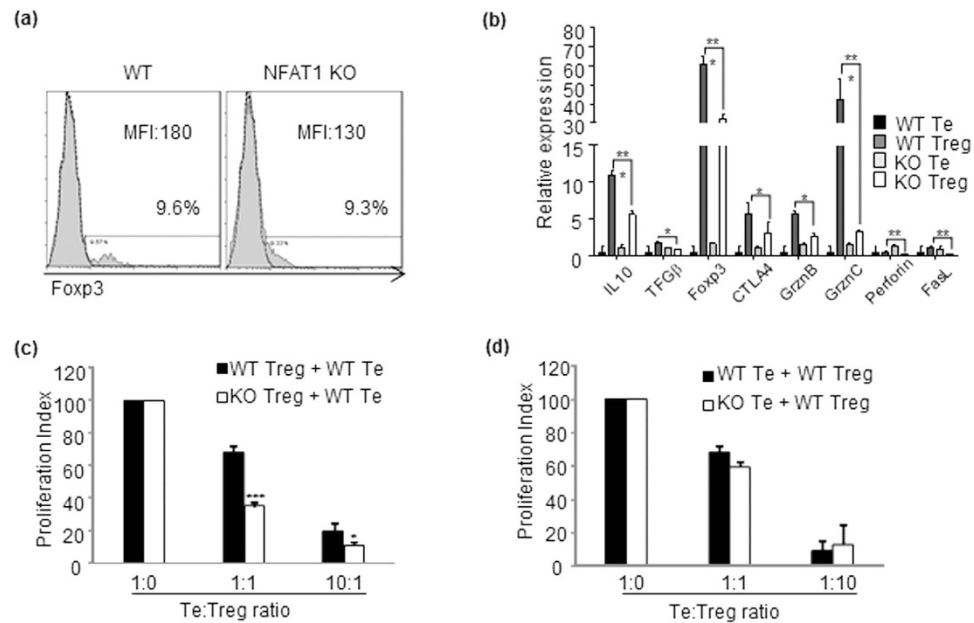 (a)
WT
NFAT1 KO
MFI:180
MFI:130
9.6%
9.3%
Foxp3
(b)
Relative expression
80
70
60
50
40
30
15
10
5
0
**
*
*
**
*
*
*
**
*
**
**
WT Te
WT Treg
KO Te
KO Treg
IL10
TFGβ
Foxp3
CTLA4
GrznB
GrznC
Perforin
FasL
(c)
Proliferation Index
120
100
80
60
40
20
0
WT Treg + WT Te
KO Treg + WT Te
***
*
1:0
1:1
10:1
Te:Treg ratio
(d)
Proliferation Index
120
100
80
60
40
20
0
WT Te + WT Treg
KO Te + WT Treg
1:0
1:1
1:10
Te:Treg ratio